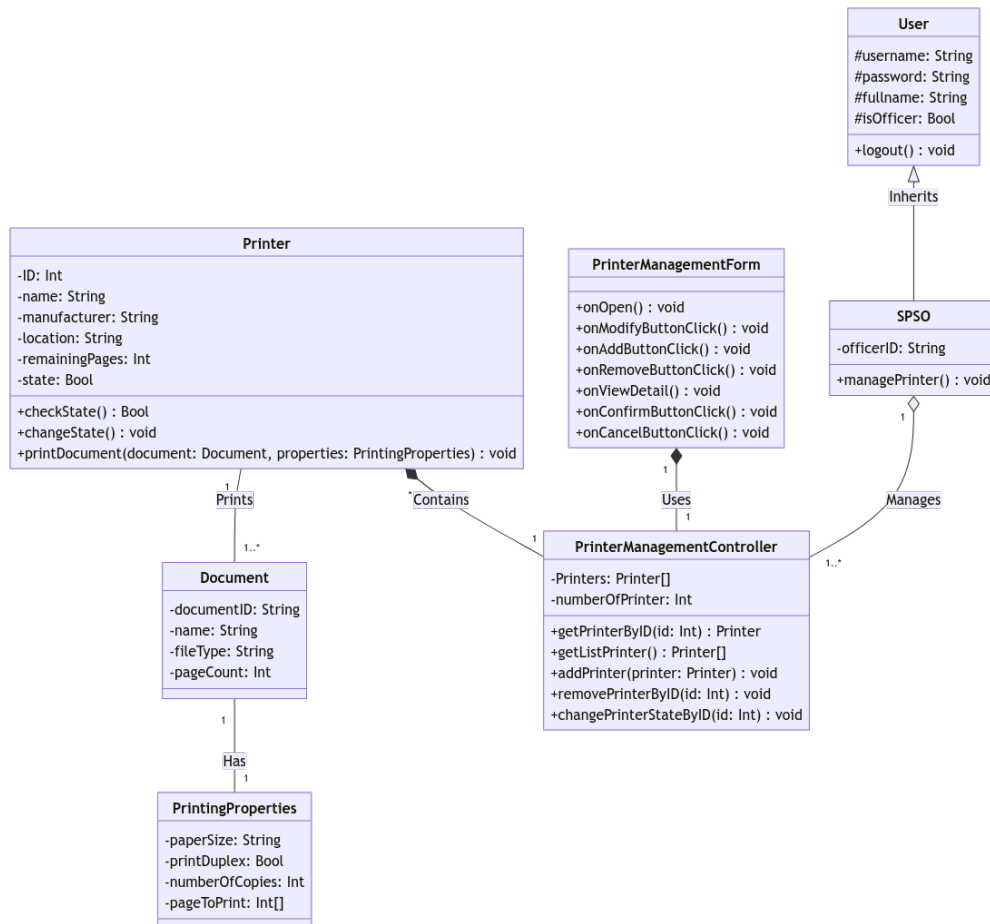 User
#username: String
#password: String
#fullname: String
#isOfficer: Bool
+logout() : void
Inherits
Printer
-ID: Int
-name: String
-manufacturer: String
-location: String
-remainingPages: Int
-state: Bool
+checkState() : Bool
+changeState() : void
+printDocument(document: Document, properties: PrintingProperties) : void
PrinterManagementForm
+onOpen() : void
+onModifyButtonClick() : void
+onAddButtonClick() : void
+onRemoveButtonClick() : void
+onViewDetail() : void
+onConfirmButtonClick() : void
+onCancelButtonClick() : void
SPSO
-officerID: String
+managePrinter() : void
1
Prints
1..*
*
Contains
1
1
Uses
1
1
Manages
1..*
Document
-documentID: String
-name: String
-fileType: String
-pageCount: Int
PrinterManagementController
-Printers: Printer[]
-numberOfPrinter: Int
+getPrinterByID(id: Int) : Printer
+getListPrinter() : Printer[]
+addPrinter(printer: Printer) : void
+removePrinterByID(id: Int) : void
+changePrinterStateByID(id: Int) : void
1
Has
1
PrintingProperties
-paperSize: String
-printDuplex: Bool
-numberOfCopies: Int
-pageToPrint: Int[]